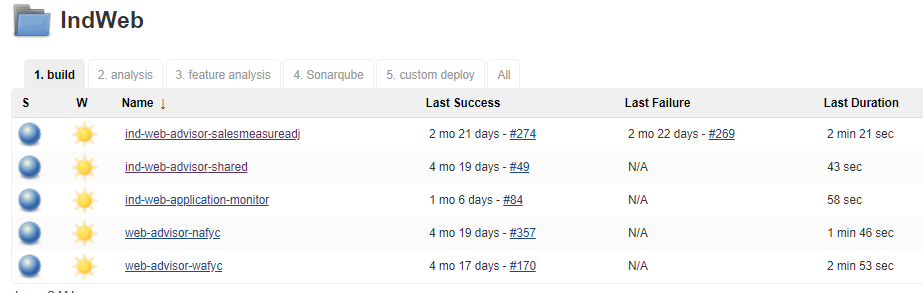 IndWeb
1. build 2. analysis 3. feature analysis 4. Sonarqube 5. custom deploy All
S W Name ↓ Last Success Last Failure Last Duration
ind-web-advisor-salesmeasureadj 2 mo 21 days - #274 2 mo 22 days - #269 2 min 21 sec
ind-web-advisor-shared 4 mo 19 days - #49 N/A 43 sec
ind-web-application-monitor 1 mo 6 days - #84 N/A 58 sec
web-advisor-nafyc 4 mo 19 days - #357 N/A 1 min 46 sec
web-advisor-wafyc 4 mo 17 days - #170 N/A 2 min 53 sec